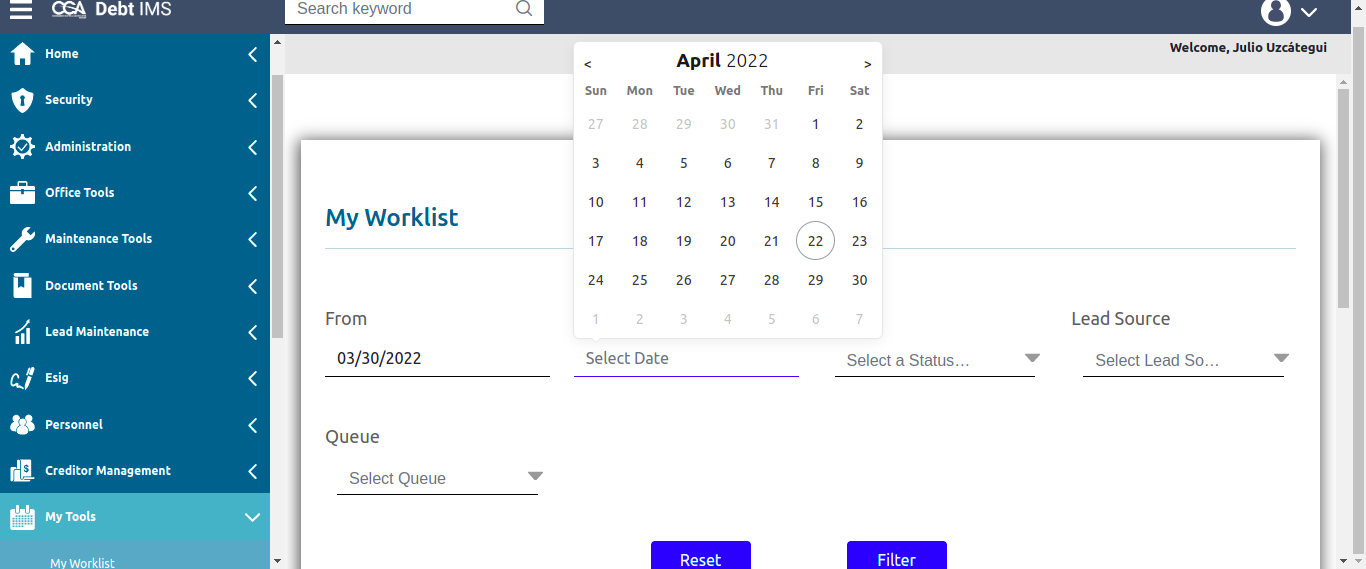 CGA Debt IMS
Search keyword
Welcome, Julio Uzcátegui
Home
Security
Administration
Office Tools
Maintenance Tools
Document Tools
Lead Maintenance
Esig
Personnel
Creditor Management
My Tools
My Worklist
< April 2022 >
Sun Mon Tue Wed Thu Fri Sat
27 28 29 30 31 1 2
3 4 5 6 7 8 9
10 11 12 13 14 15 16
17 18 19 20 21 22 23
24 25 26 27 28 29 30
1 2 3 4 5 6 7
My Worklist
From
Lead Source
03/30/2022
Select Date
Select a Status…
Select Lead So…
Queue
Select Queue
Reset
Filter